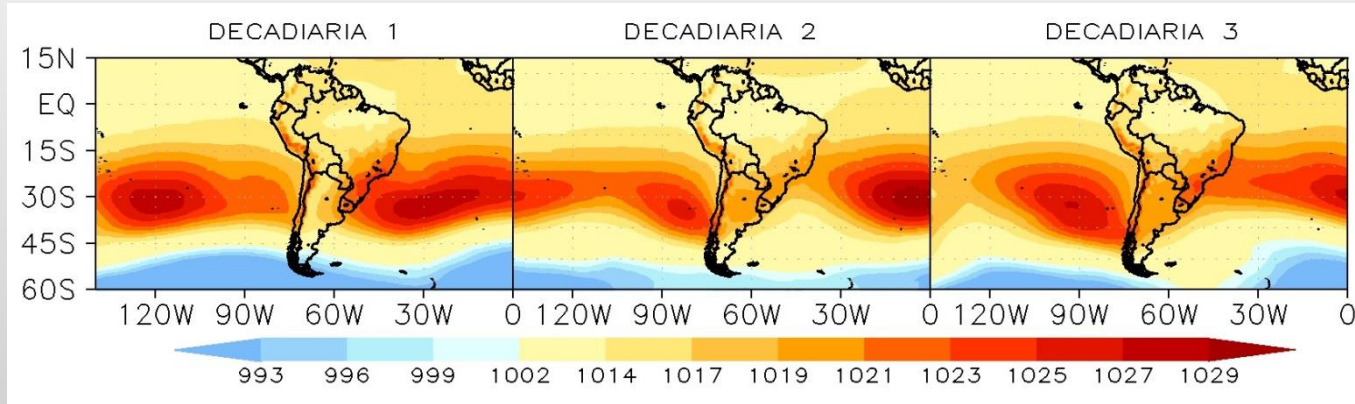 DECADIARIA 1 DECADIARIA 2 DECADIARIA 3
15N
EQ
15S
30S
45S
60S
120W 90W 60W 30W 0 120W 90W 60W 30W 0 120W 90W 60W 30W 0
993 996 999 1002 1014 1017 1019 1021 1023 1025 1027 1029